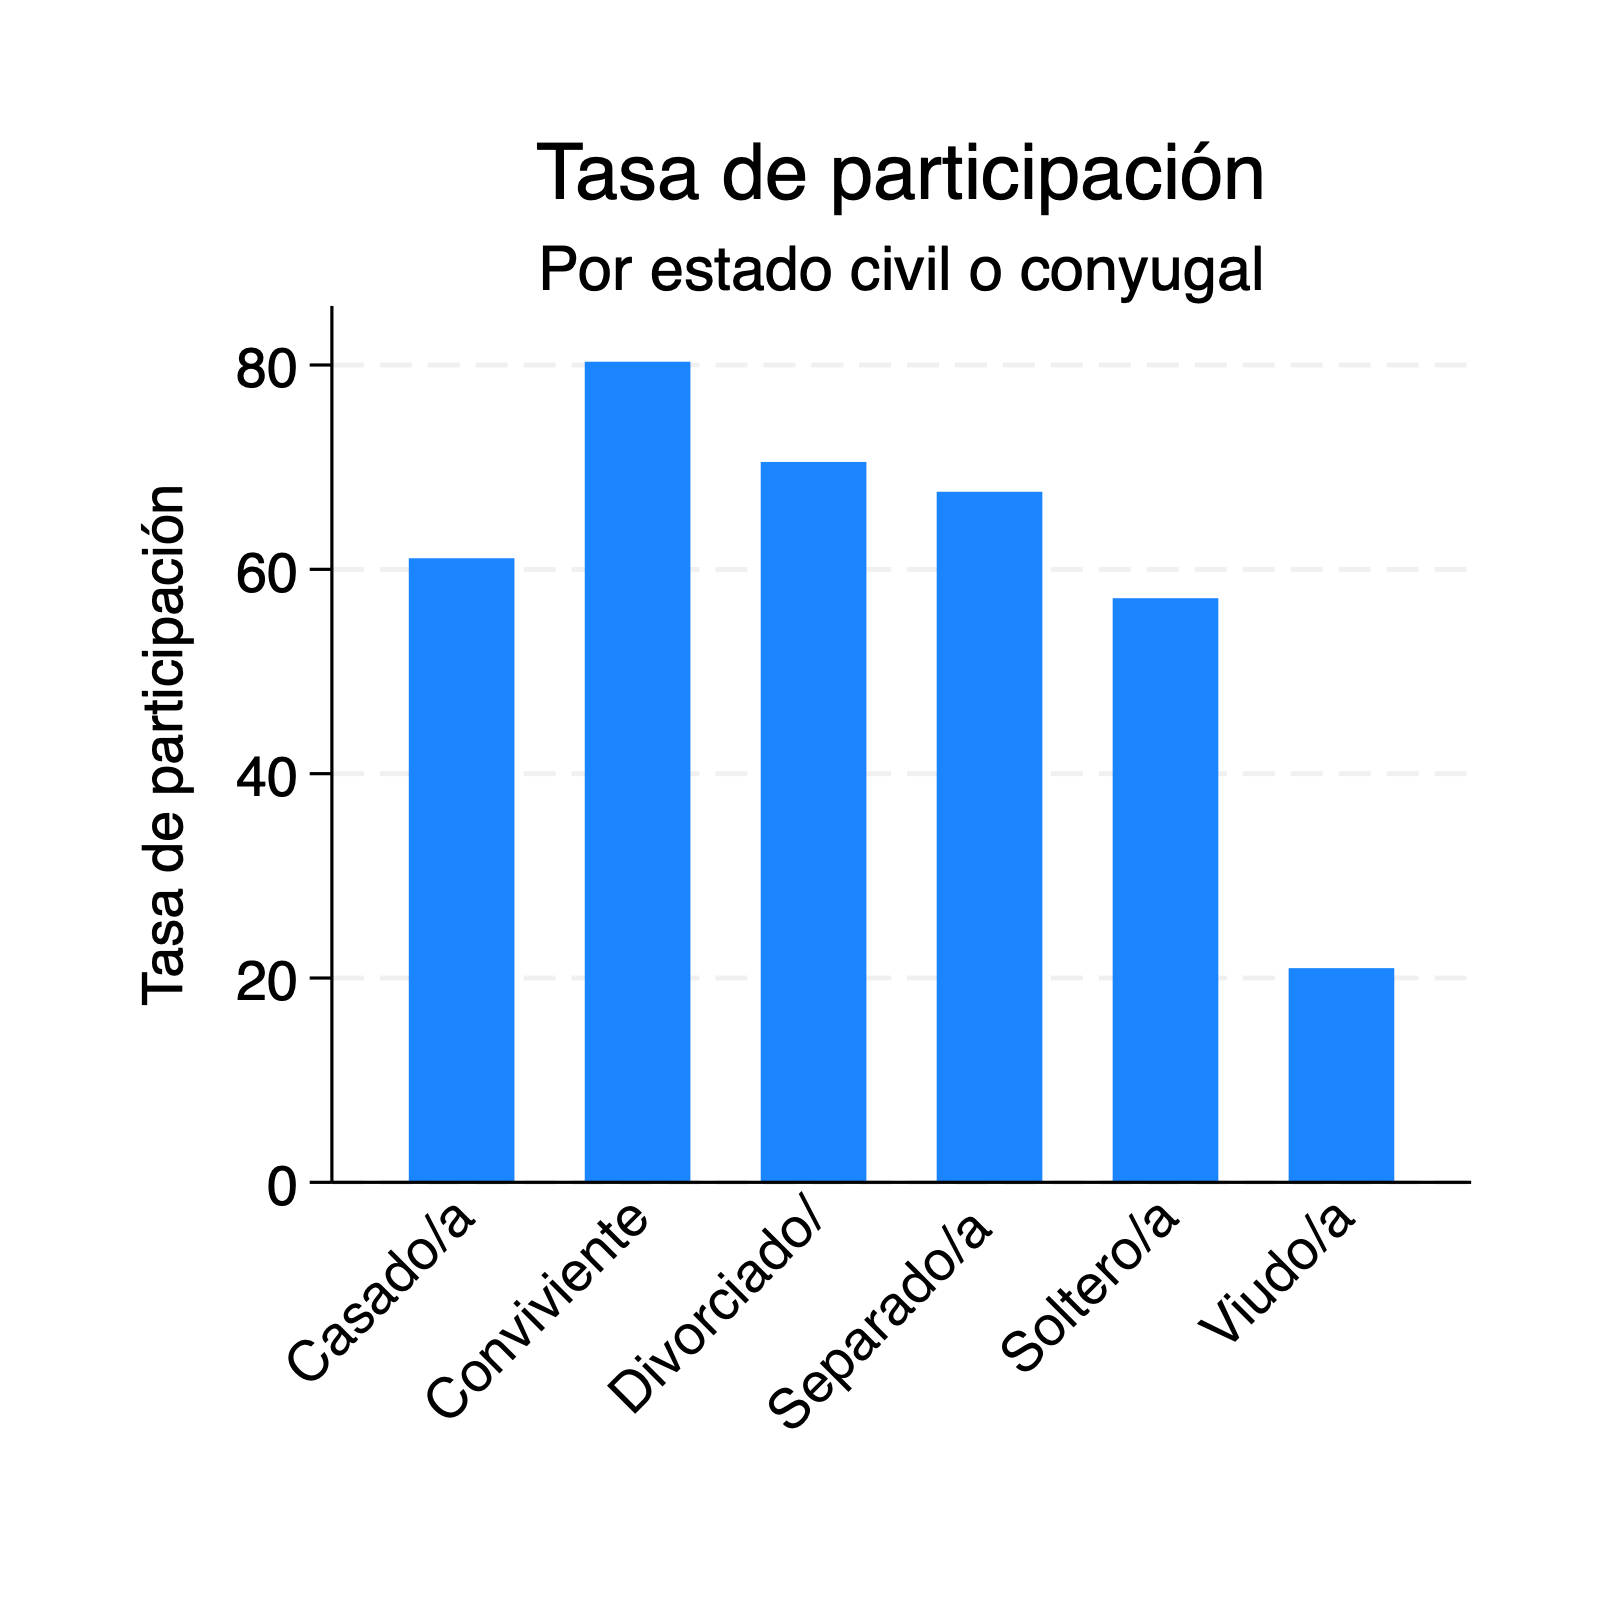 Tasa de participación
Por estado civil o conyugal
Tasa de participación
80
60
40
20
0
Casado/a
Conviviente
Divorciado/
Separado/a
Soltero/a
Viudo/a